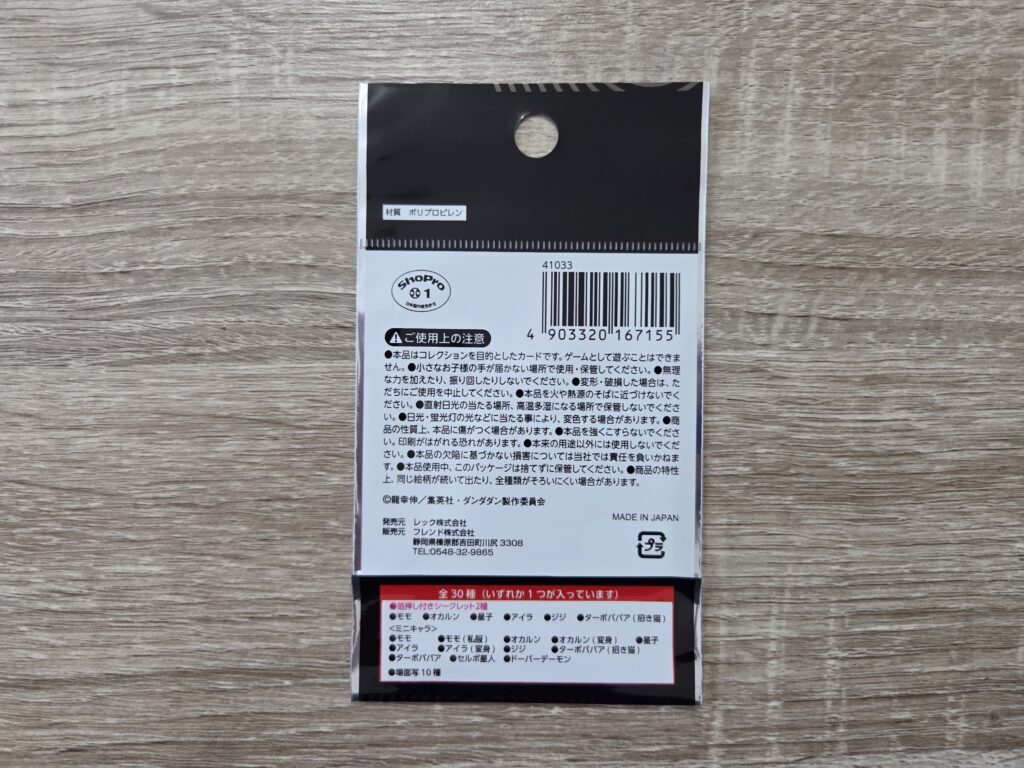 材質　ポリプロピレン
ShoPro
1
41033
4 903320 167155
ご使用上の注意
●本品はコレクションを目的としたカードです。ゲームとして遊ぶことはできま
せん。●小さなお子様の手が届かない場所で使用・保管してください。●無理
な力を加えたり、振り回したりしないでください。●変形・破損した場合は、た
だちにご使用を中止してください。●本品を火や熱源のそばに近づけないでく
ださい。●直射日光の当たる場所、高温多湿になる場所で保管しないでくださ
い。●日光・蛍光灯の光などに当たる事により、変色する場合があります。●商
品の性質上、本品に傷がつく場合があります。●本品を強くこすらないでくださ
い。印刷がはがれる恐れがあります。●本来の用途以外には使用しないでくだ
さい。●本品の欠陥に基づかない損害については当社では責任を負いかねま
す。●本品使用中、このパッケージは捨てずに保管してください。●商品の特性
上、同じ絵柄が続いて出たり、全種類がそろいにくい場合があります。
©龍幸伸／集英社・ダンダダン製作委員会
MADE IN JAPAN
発売元　レック株式会社
販売元　フレンド株式会社
静岡県榛原郡吉田町川尻3308
TEL:0548-32-9865
プラ
全30種（いずれか1つが入っています）
●箔押し付きシークレット2種
●モモ　●オカルン　●星子　●アイラ　●ジジ　●ターボババア(招き猫)
<ミニキャラ>
●モモ　●モモ(私服)　●オカルン　●オカルン(変身)　●星子
●アイラ　●アイラ(変身)　●ジジ　●ターボババア(招き猫)
●ターボババア　●セルポ星人　●ドーバーデーモン
●場面写10種